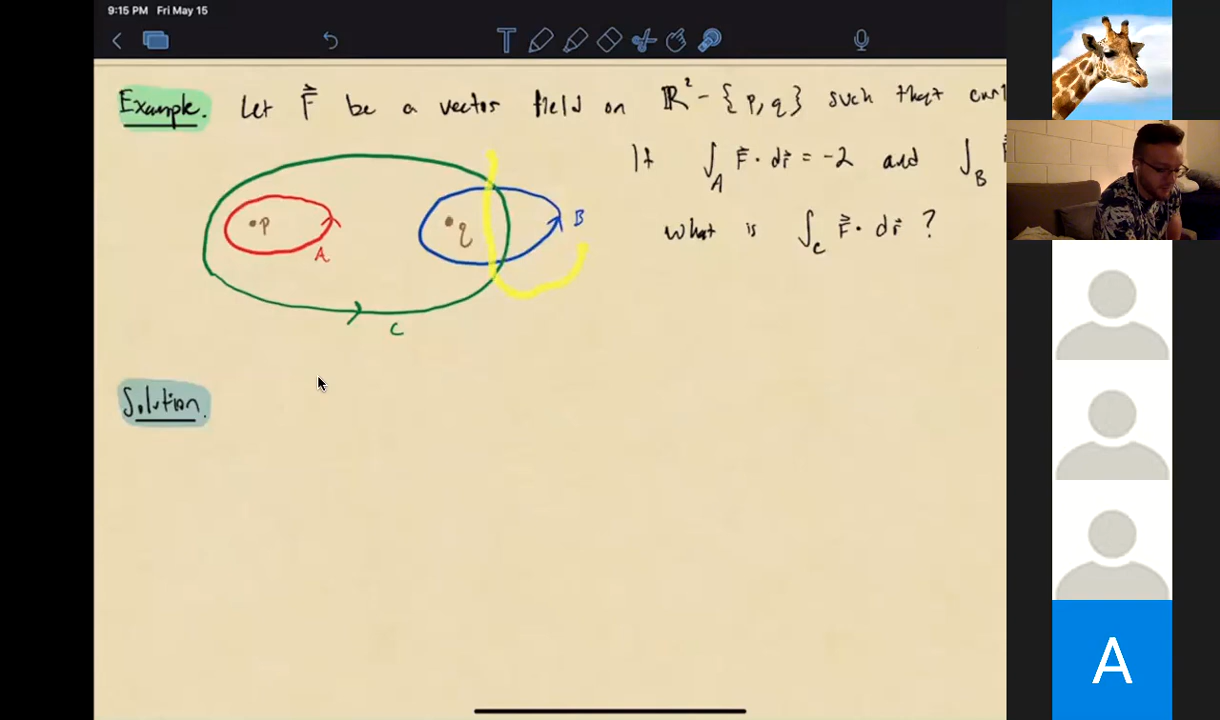 9:15 PM Fri May 15
Example. Let F⃗ be a vector field on ℝ² - {p, q} such that curl
If ∫_A F⃗ · dr⃗ = -2 and ∫_B F⃗
what is ∫_C F⃗ · dr⃗ ?
p
q
A
B
C
Solution.
A